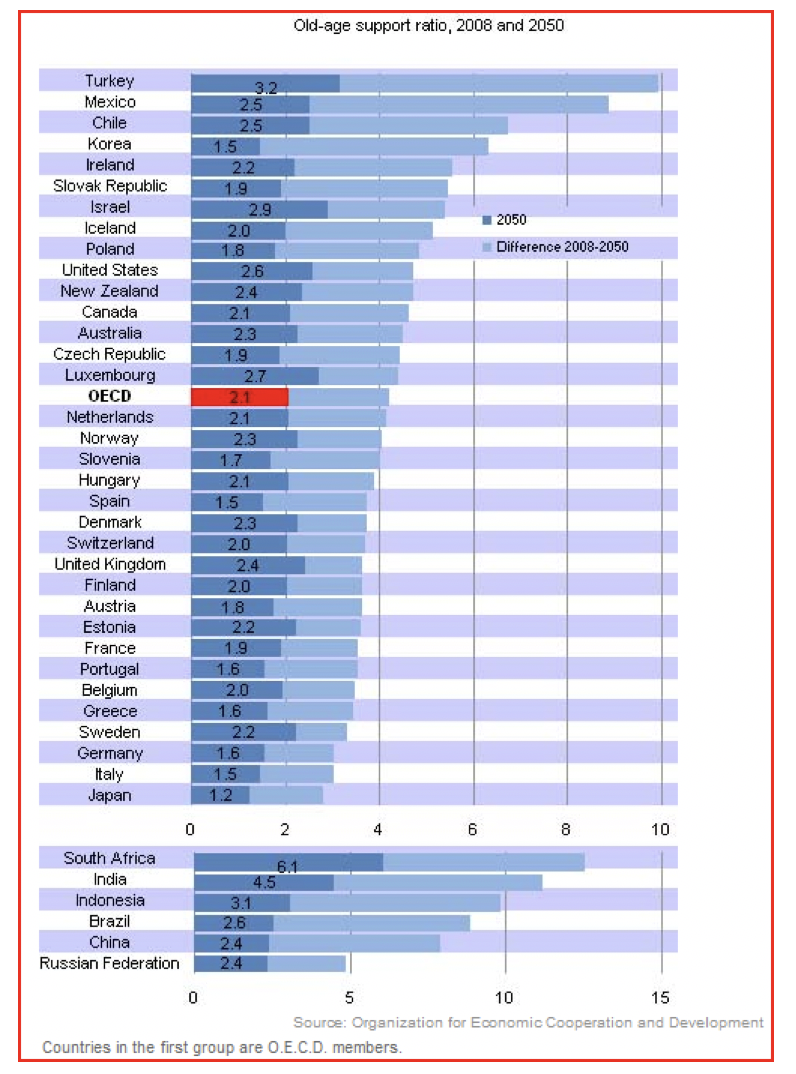 Old-age support ratio, 2008 and 2050
Turkey 3.2
Mexico 2.5
Chile 2.5
Korea 1.5
Ireland 2.2
Slovak Republic 1.9
Israel 2.9
2050
Iceland 2.0
Poland 1.8
Difference 2008-2050
United States 2.6
New Zealand 2.4
Canada 2.1
Australia 2.3
Czech Republic 1.9
Luxembourg 2.7
OECD 2.1
Netherlands 2.1
Norway 2.3
Slovenia 1.7
Hungary 2.1
Spain 1.5
Denmark 2.3
Switzerland 2.0
United Kingdom 2.4
Finland 2.0
Austria 1.8
Estonia 2.2
France 1.9
Portugal 1.6
Belgium 2.0
Greece 1.6
Sweden 2.2
Germany 1.6
Italy 1.5
Japan 1.2
0 2 4 6 8 10
South Africa 6.1
India 4.5
Indonesia 3.1
Brazil 2.6
China 2.4
Russian Federation 2.4
0 5 10 15
Source: Organization for Economic Cooperation and Development
Countries in the first group are O.E.C.D. members.